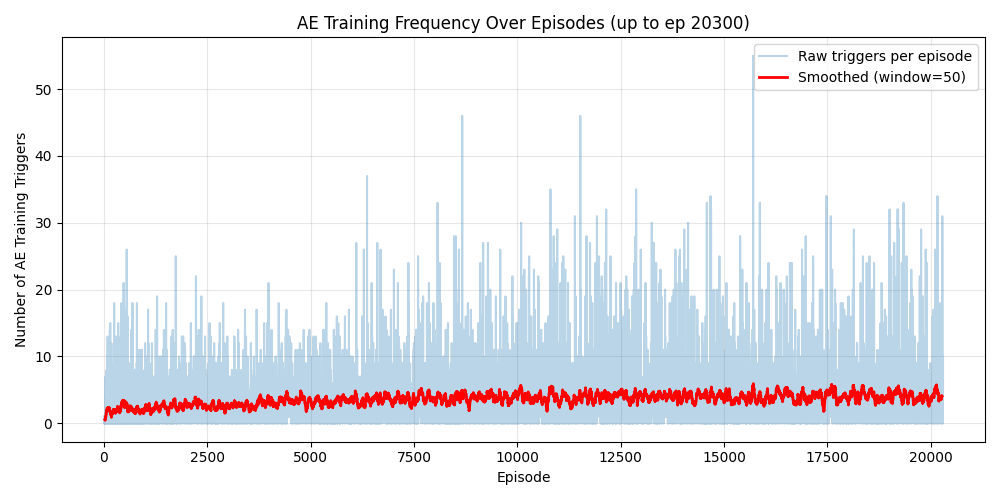 AE Training Frequency Over Episodes (up to ep 20300)
Raw triggers per episode
Smoothed (window=50)
Number of AE Training Triggers
50
40
30
20
10
0
0 2500 5000 7500 10000 12500 15000 17500 20000
Episode